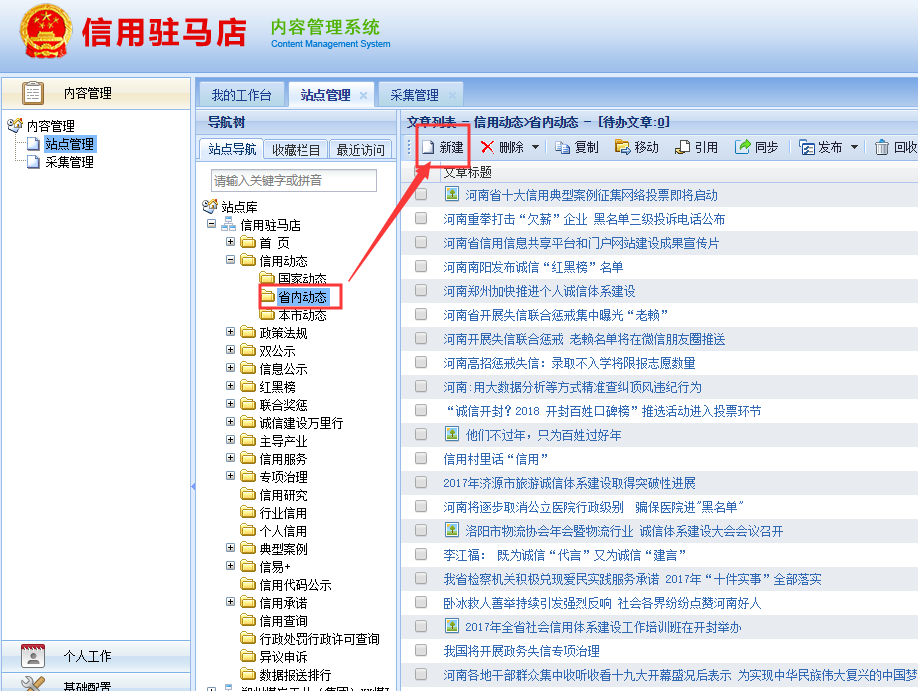 信用驻马店 内容管理系统
Content Management System
内容管理
内容管理
站点管理
采集管理
个人工作
基础配置
我的工作台 站点管理 × 采集管理 ×
导航树
站点导航 收藏栏目 最近访问
请输入关键字或拼音
站点库
信用驻马店
首 页
信用动态
国家动态
省内动态
本市动态
政策法规
双公示
信息公示
红黑榜
联合奖惩
诚信建设万里行
主导产业
信用服务
专项治理
信用研究
行业信用
个人信用
典型案例
信易+
信用代码公示
信用承诺
信用查询
行政处罚行政许可查询
异议申诉
数据报送排行
文章列表 - 信用动态>省内动态 - [待办文章:0]
新建 删除 复制 移动 引用 同步 发布 回收
文章标题
河南省十大信用典型案例征集网络投票即将启动
河南重拳打击“欠薪”企业 黑名单三级投诉电话公布
河南省信用信息共享平台和门户网站建设成果宣传片
河南南阳发布诚信“红黑榜”名单
河南郑州加快推进个人诚信体系建设
河南省开展失信联合惩戒集中曝光“老赖”
河南开展失信联合惩戒 老赖名单将在微信朋友圈推送
河南高招惩戒失信: 录取不入学将限报志愿数量
河南:用大数据分析等方式精准查纠顶风违纪行为
“诚信开封?2018 开封百姓口碑榜”推选活动进入投票环节
他们不过年，只为百姓过好年
信用村里话“信用”
2017年济源市旅游诚信体系建设取得突破性进展
河南将逐步取消公立医院行政级别 骗保医院进"黑名单"
洛阳市物流协会年会暨物流行业 诚信体系建设大会会议召开
李江福: 既为诚信“代言”又为诚信“建言”
我省检察机关积极兑现爱民实践服务承诺 2017年“十件实事”全部落实
卧冰救人善举持续引发强烈反响 社会各界纷纷点赞河南好人
2017年全省社会信用体系建设工作培训班在开封举办
我国将开展政务失信专项治理
河南各地干部群众集中收听收看十九大开幕盛况后表示 为实现中华民族伟大复兴的中国梦